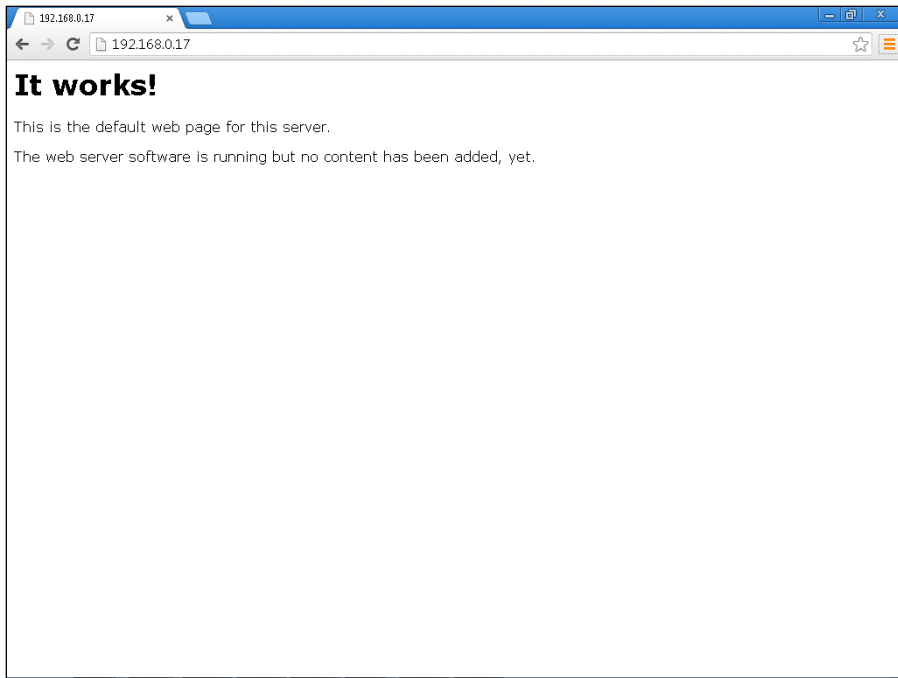 192.168.0.17
192.168.0.17
It works!
This is the default web page for this server.
The web server software is running but no content has been added, yet.